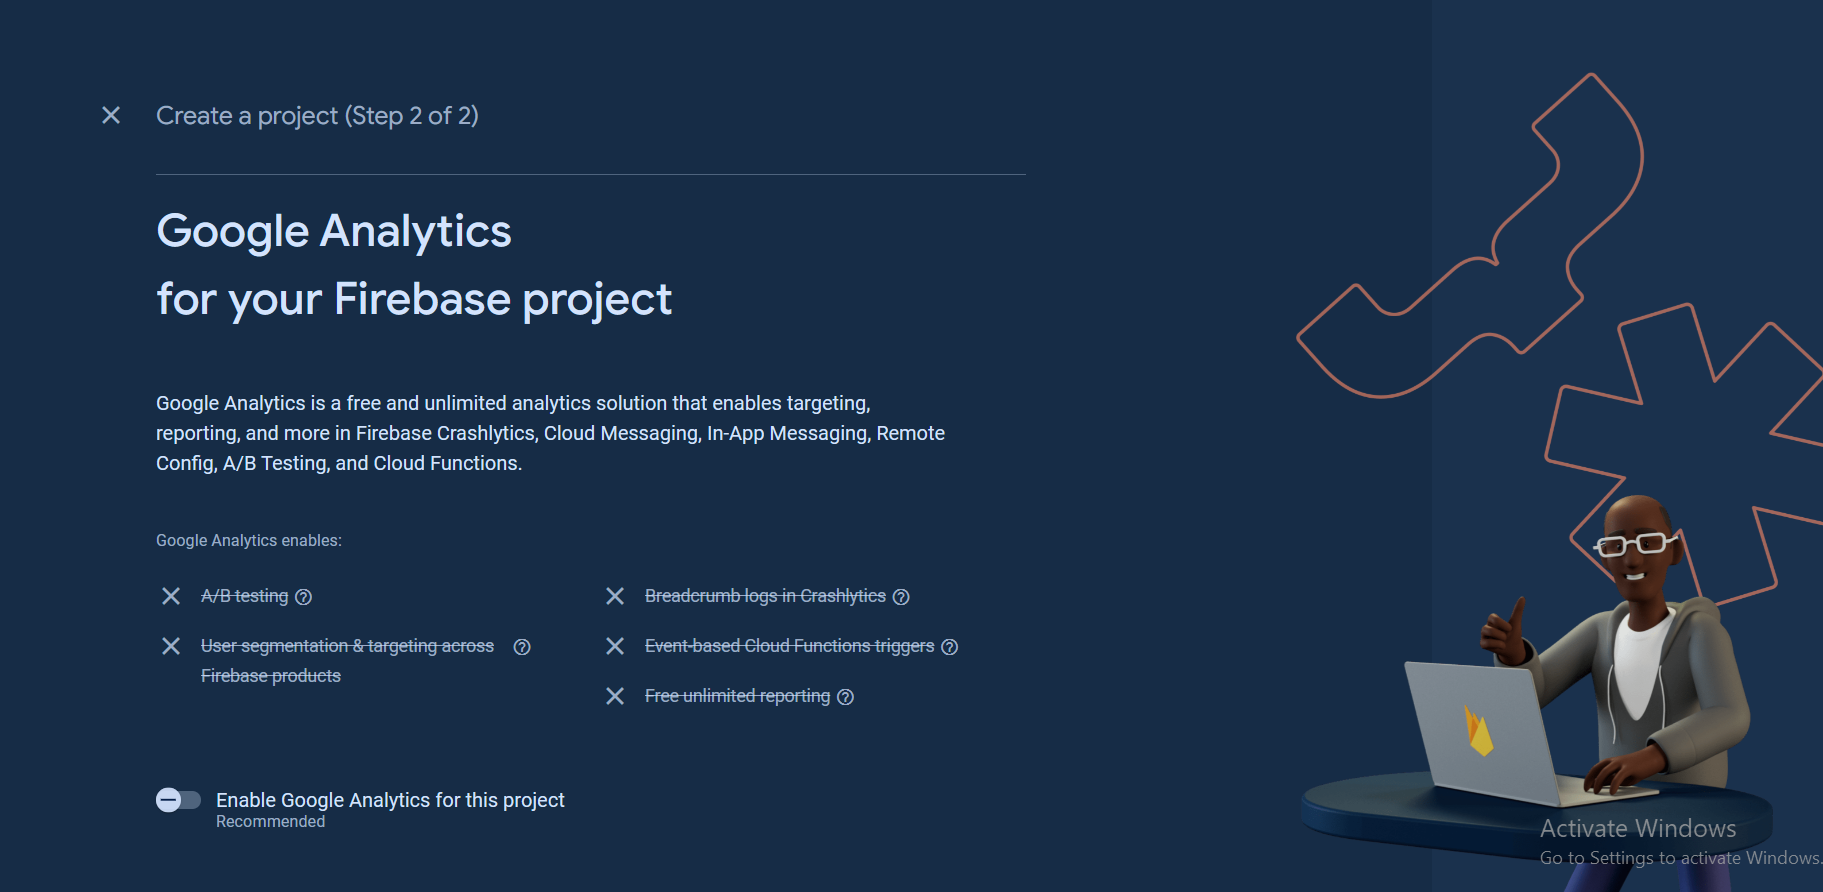 Create a project (Step 2 of 2)
Google Analytics
for your Firebase project
Google Analytics is a free and unlimited analytics solution that enables targeting,
reporting, and more in Firebase Crashlytics, Cloud Messaging, In-App Messaging, Remote
Config, A/B Testing, and Cloud Functions.
Google Analytics enables:
A/B testing
User segmentation & targeting across
Firebase products
Breadcrumb logs in Crashlytics
Event-based Cloud Functions triggers
Free unlimited reporting
Enable Google Analytics for this project
Recommended
Activate Windows
Go to Settings to activate Windows.